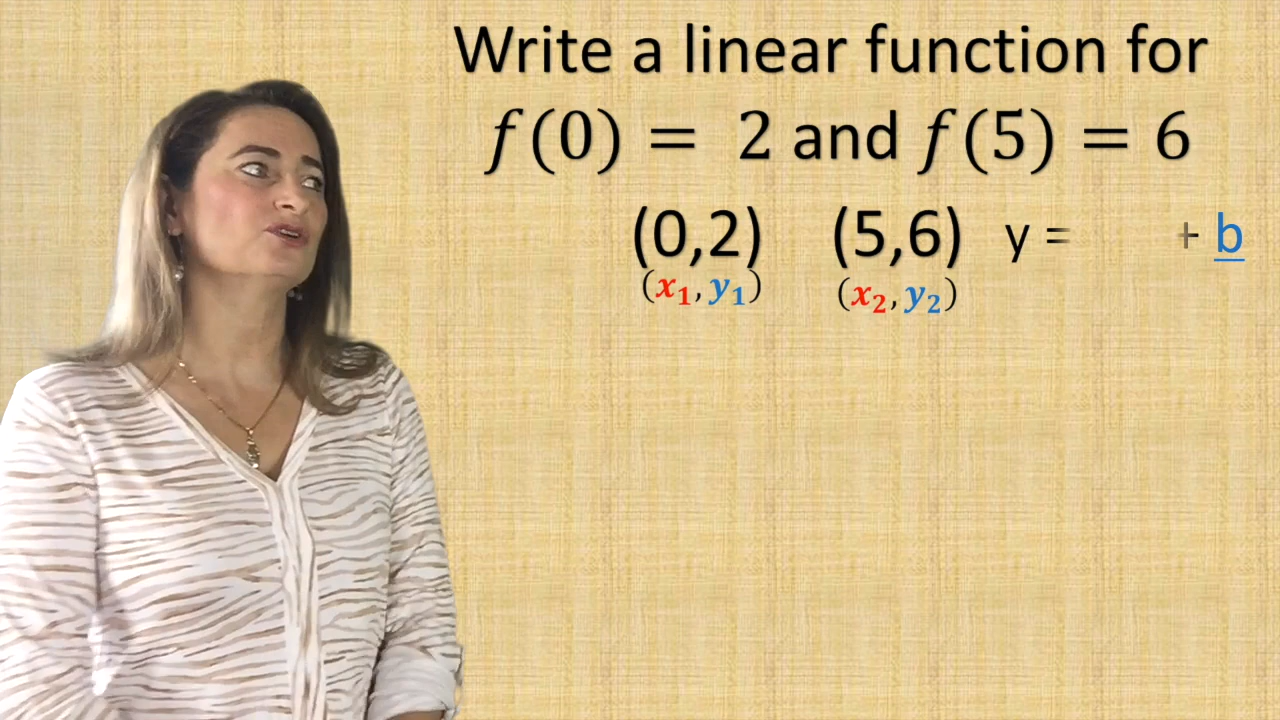 Write a linear function for
f(0) = 2 and f(5) = 6
(0,2) (5,6) y = + b
(x₁, y₁) (x₂, y₂)